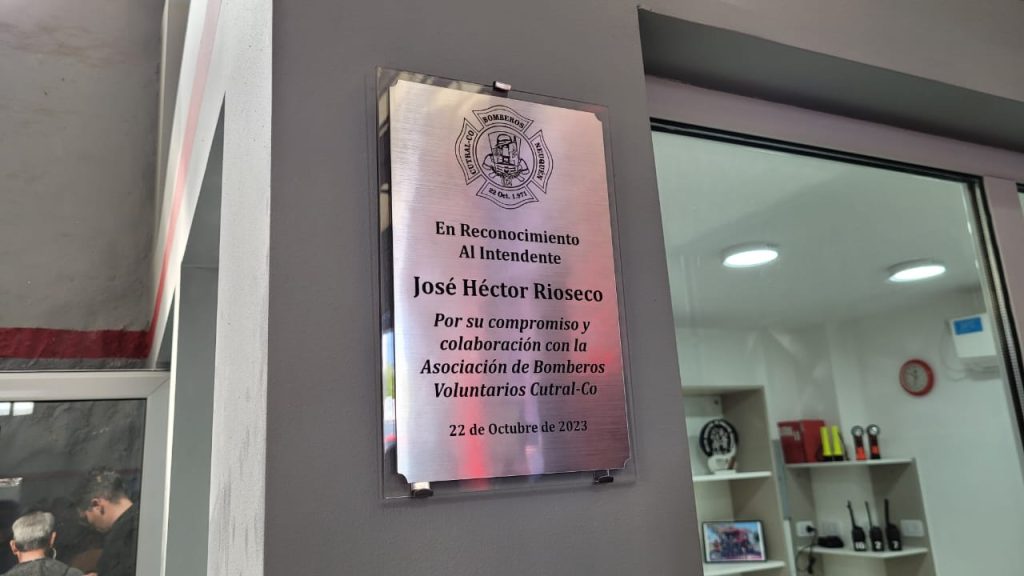 BOMBEROS
CUTRAL-CO
NEUQUEN
22 Oct. 1.971
En Reconocimiento
Al Intendente
José Héctor Rioseco
Por su compromiso y
colaboración con la
Asociación de Bomberos
Voluntarios Cutral-Co
22 de Octubre de 2023